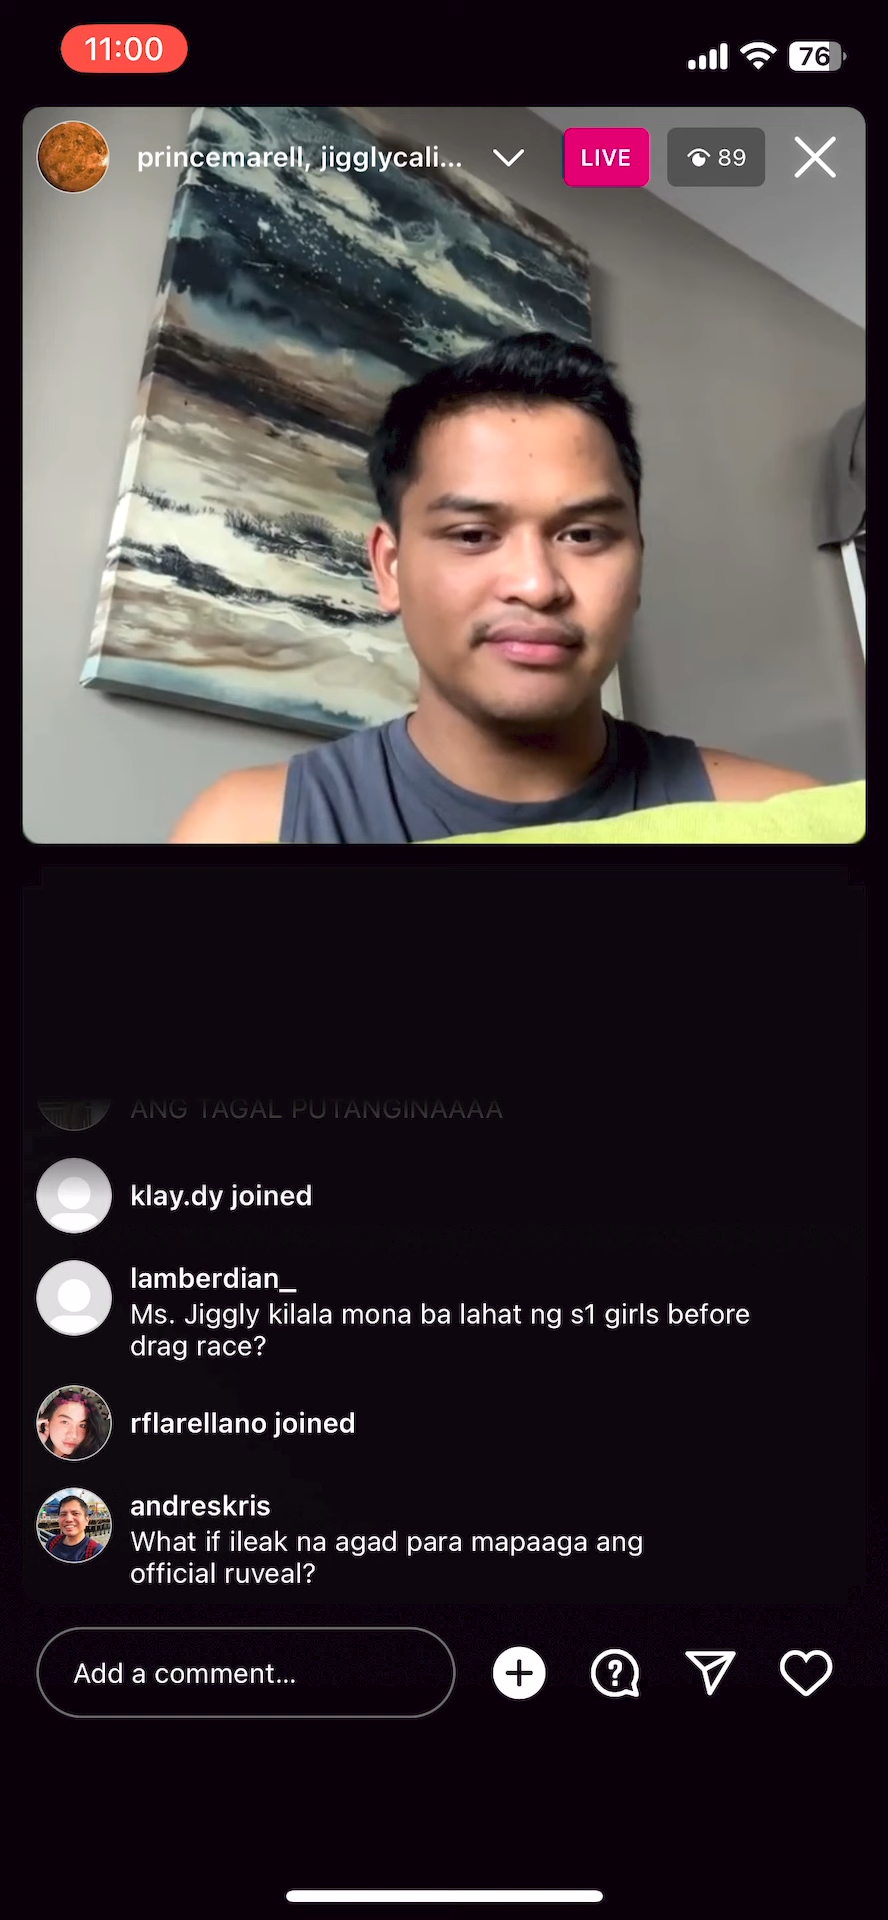 11:00
76
princemarell, jigglycali...
LIVE
89
ANG TAGAL PUTANGINAAAA
klay.dy joined
lamberdian_
Ms. Jiggly kilala mona ba lahat ng s1 girls before
drag race?
rflarellano joined
andreskris
What if ileak na agad para mapaaga ang
official ruveal?
Add a comment...